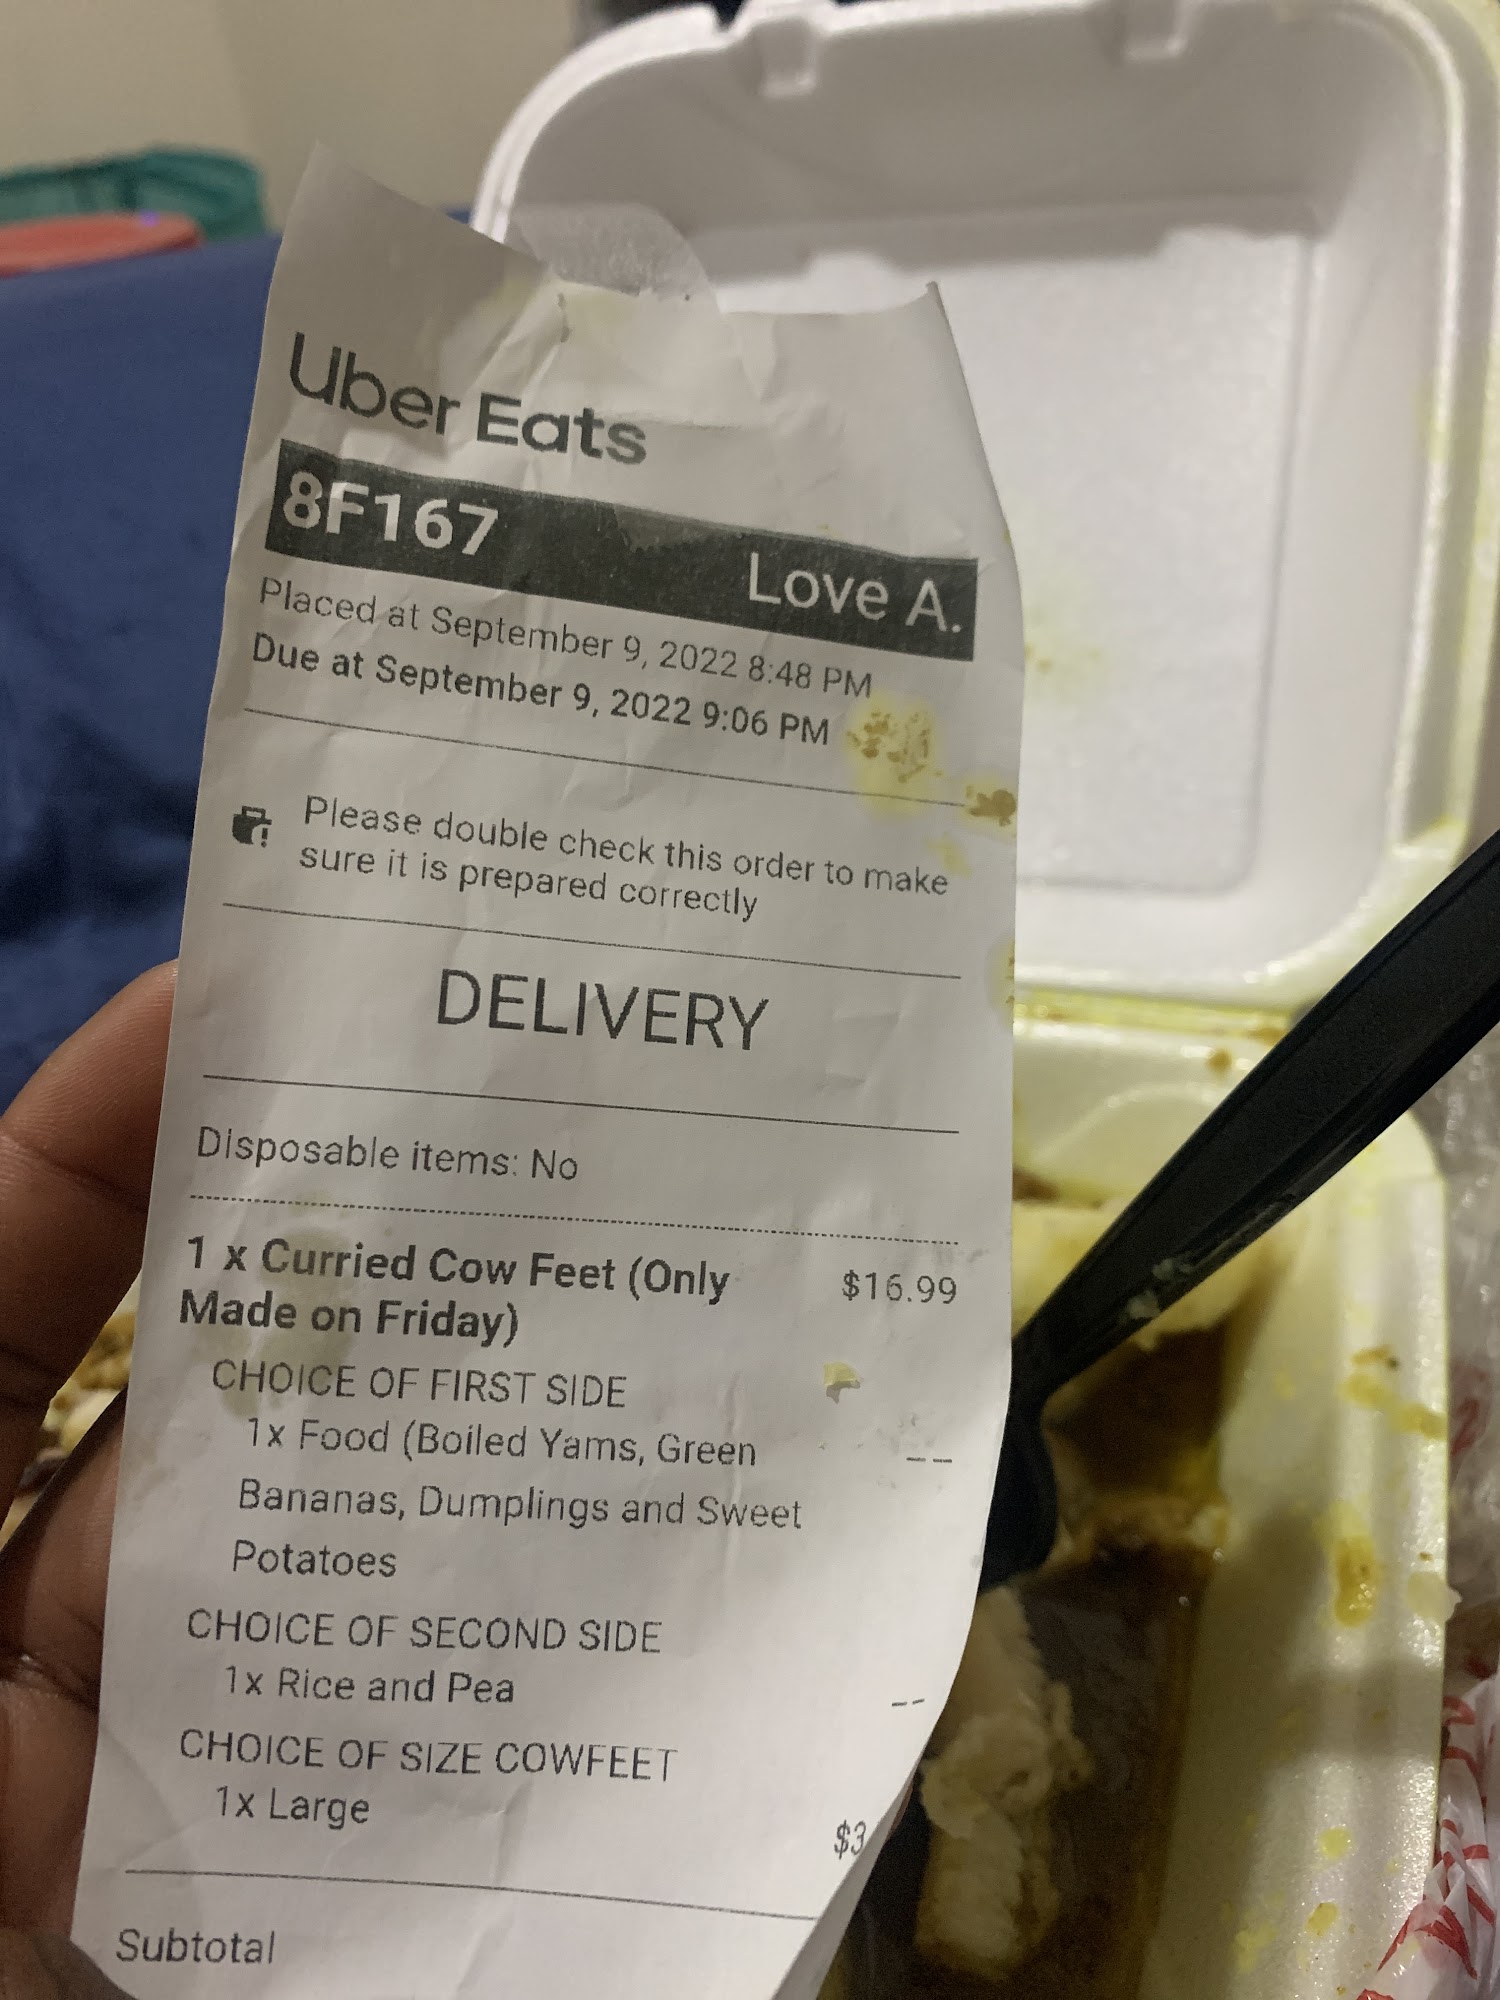 Uber Eats
8F167 Love A.
Placed at September 9, 2022 8:48 PM
Due at September 9, 2022 9:06 PM
Please double check this order to make
sure it is prepared correctly
DELIVERY
Disposable items: No
1 x Curried Cow Feet (Only $16.99
Made on Friday)
CHOICE OF FIRST SIDE
1x Food (Boiled Yams, Green --
Bananas, Dumplings and Sweet
Potatoes
CHOICE OF SECOND SIDE
1x Rice and Pea --
CHOICE OF SIZE COWFEET
1x Large $3
Subtotal